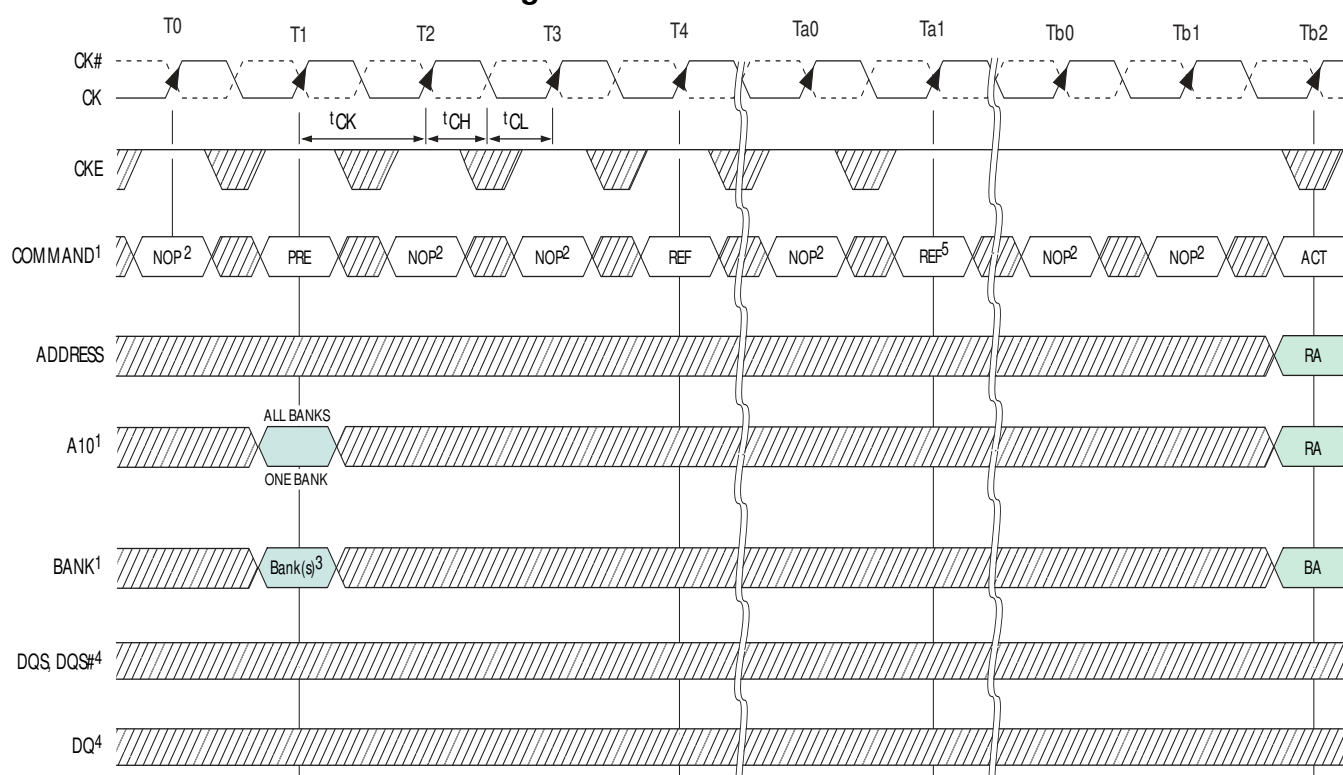 T0 T1 T2 T3 T4 Ta0 Ta1 Tb0 Tb1 Tb2
CK#
CK
tCK tCH tCL
CKE
COMMAND1 NOP2 PRE NOP2 NOP2 REF NOP2 REF5 NOP2 NOP2 ACT
ADDRESS RA
ALL BANKS
A101 RA
ONE BANK
BANK1 Bank(s)3 BA
DQS, DQS#4
DQ4